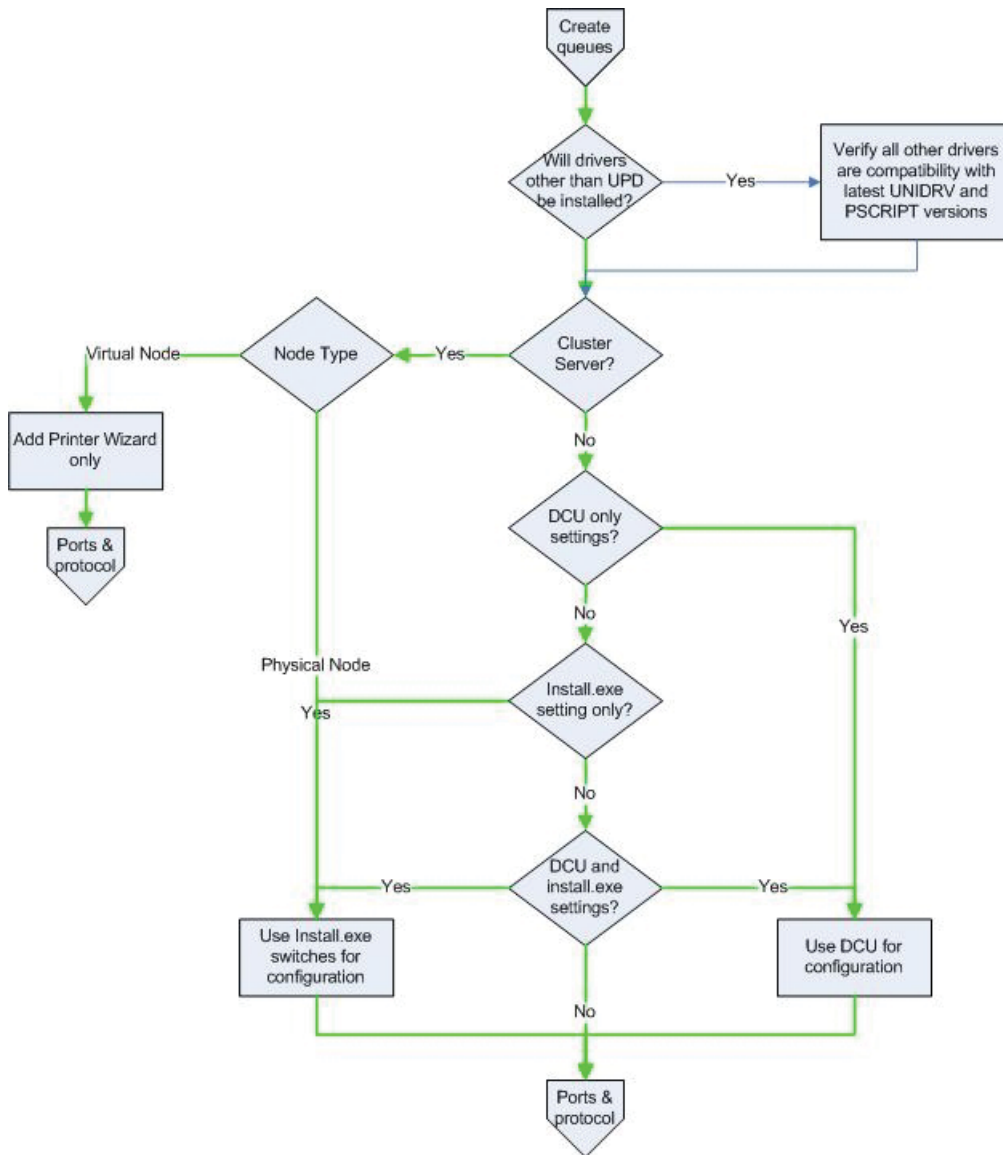 Create
queues
Will drivers
other than UPD
be installed?
Yes
Verify all other drivers
are compatibility with
latest UNIDRV and
PSCRIPT versions
Cluster
Server?
Yes
Node Type
Virtual Node
Add Printer Wizard
only
Ports &
protocol
No
DCU only
settings?
Yes
No
Physical Node
Install.exe
setting only?
Yes
No
DCU and
install.exe
settings?
Yes
Yes
Use Install.exe
switches for
configuration
Use DCU for
configuration
No
Ports &
protocol